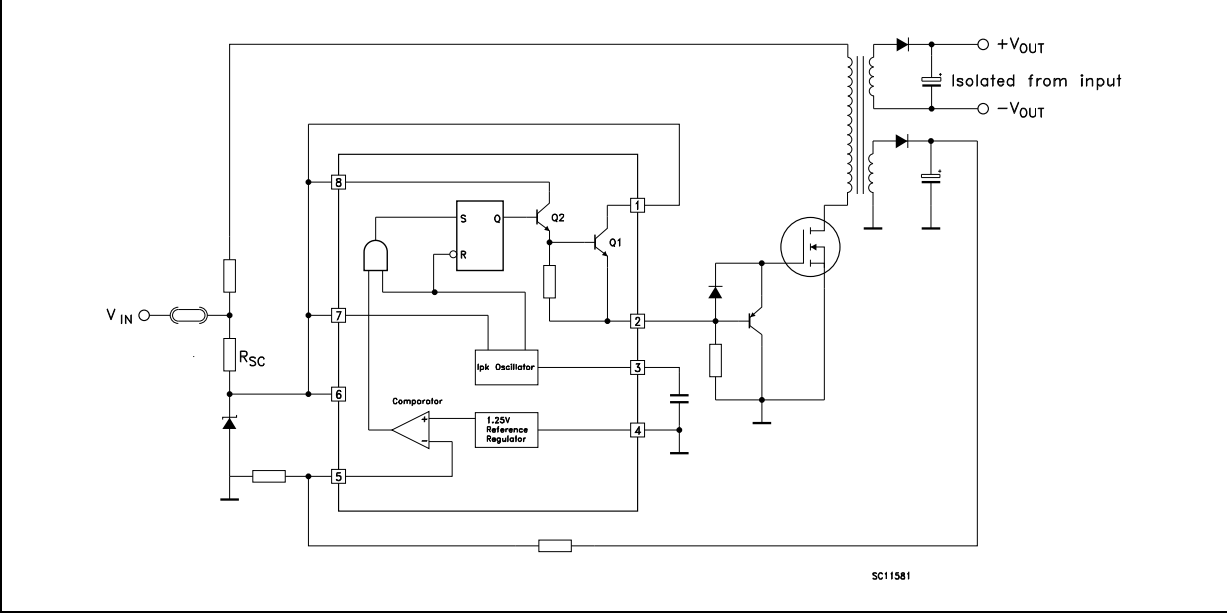 +VOUT
Isolated from input
−VOUT
8
1
S Q
Q2
R
Q1
VIN
7
2
RSC
Ipk Oscillator
3
6
Comparator
+
−
1.25V
Reference
Regulator
4
5
SC11581